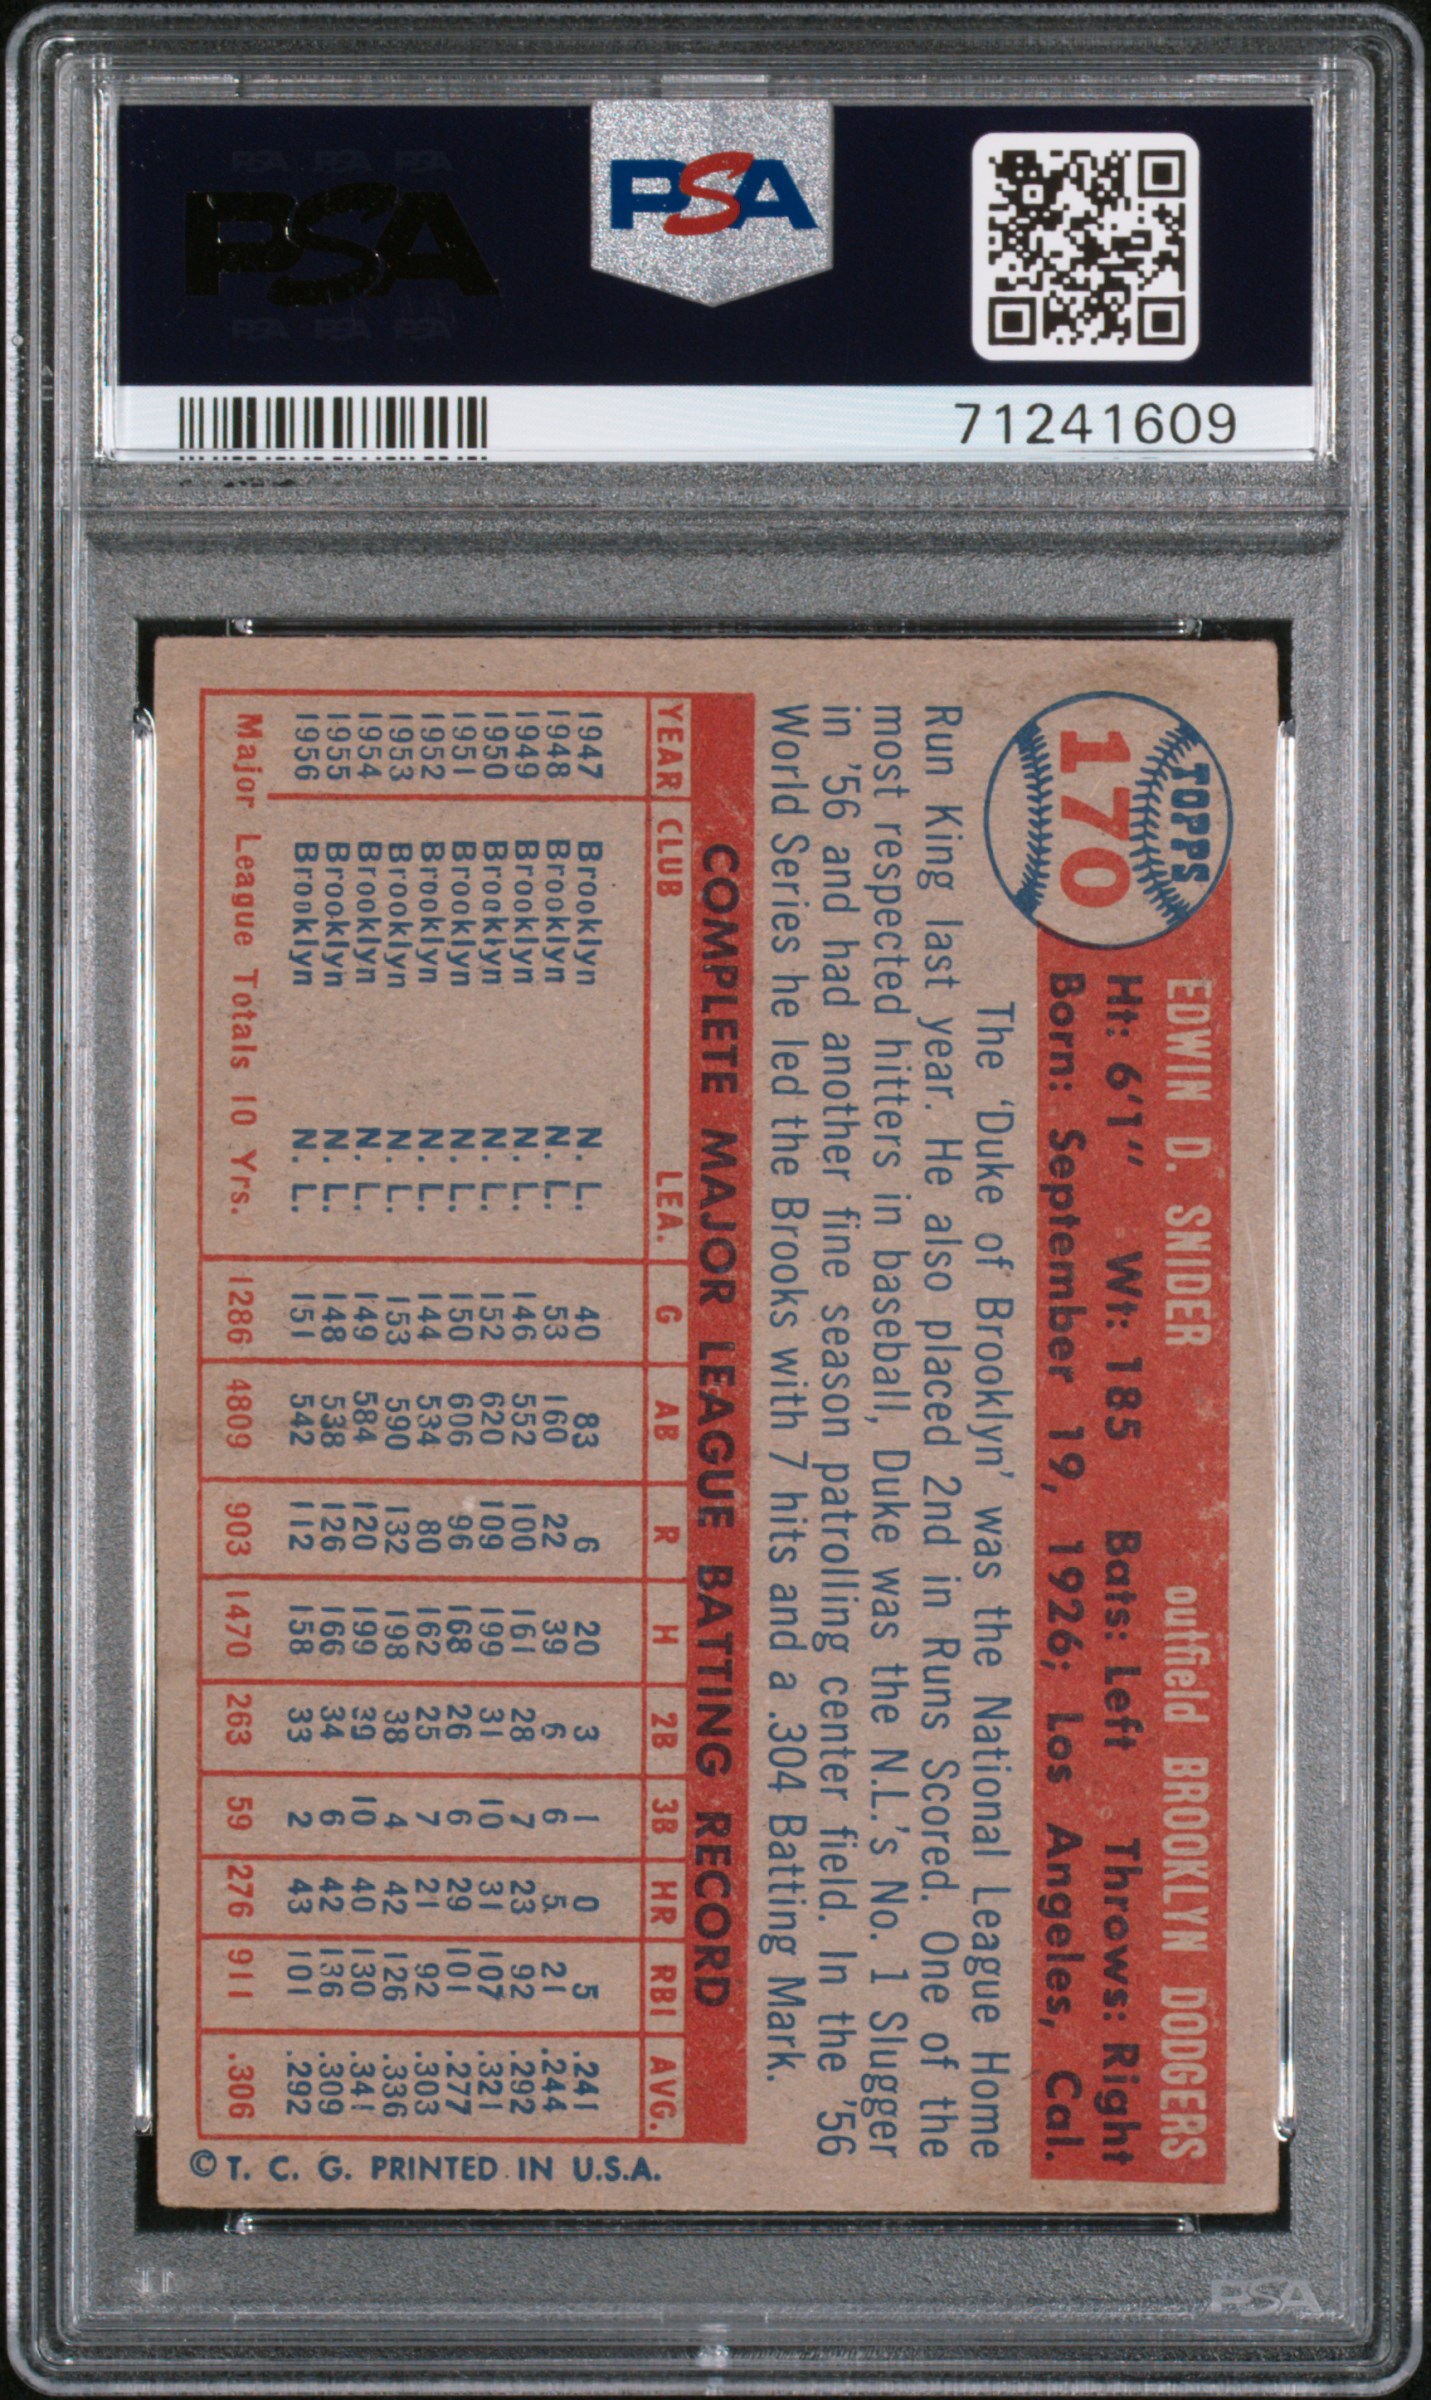 PSA PSA PSA
PSA
PSA PSA PSA
PSA
71241609
TOPPS
170
EDWIN D. SNIDER outfield BROOKLYN DODGERS
Ht: 6'1" Wt: 185 Bats: Left Throws: Right
Born: September 19, 1926; Los Angeles, Cal.
The 'Duke of Brooklyn' was the National League Home
Run King last year. He also placed 2nd in Runs Scored. One of the
most respected hitters in baseball, Duke was the N.L.'s No. 1 Slugger
in '56 and had another fine season patrolling center field. In the '56
World Series he led the Brooks with 7 hits and a .304 Batting Mark.
COMPLETE MAJOR LEAGUE BATTING RECORD
YEAR CLUB LEA. G AB R H 2B 3B HR RBI AVG.
1947 Brooklyn N. L. 40 83 6 20 3 1 0 5 .241
1948 Brooklyn N. L. 53 160 22 39 6 6 5 21 .244
1949 Brooklyn N. L. 146 552 100 161 28 7 23 92 .292
1950 Brooklyn N. L. 152 620 109 199 31 10 31 107 .321
1951 Brooklyn N. L. 150 606 96 168 26 6 29 101 .277
1952 Brooklyn N. L. 144 534 80 162 25 7 21 92 .303
1953 Brooklyn N. L. 153 590 132 198 38 4 42 126 .336
1954 Brooklyn N. L. 149 584 120 199 39 10 40 130 .341
1955 Brooklyn N. L. 148 538 126 166 34 6 42 136 .309
1956 Brooklyn N. L. 151 542 112 158 33 2 43 101 .292
Major League Totals 10 Yrs. 1286 4809 903 1470 263 59 276 911 .306
© T. C. G. PRINTED IN U.S.A.
PSA